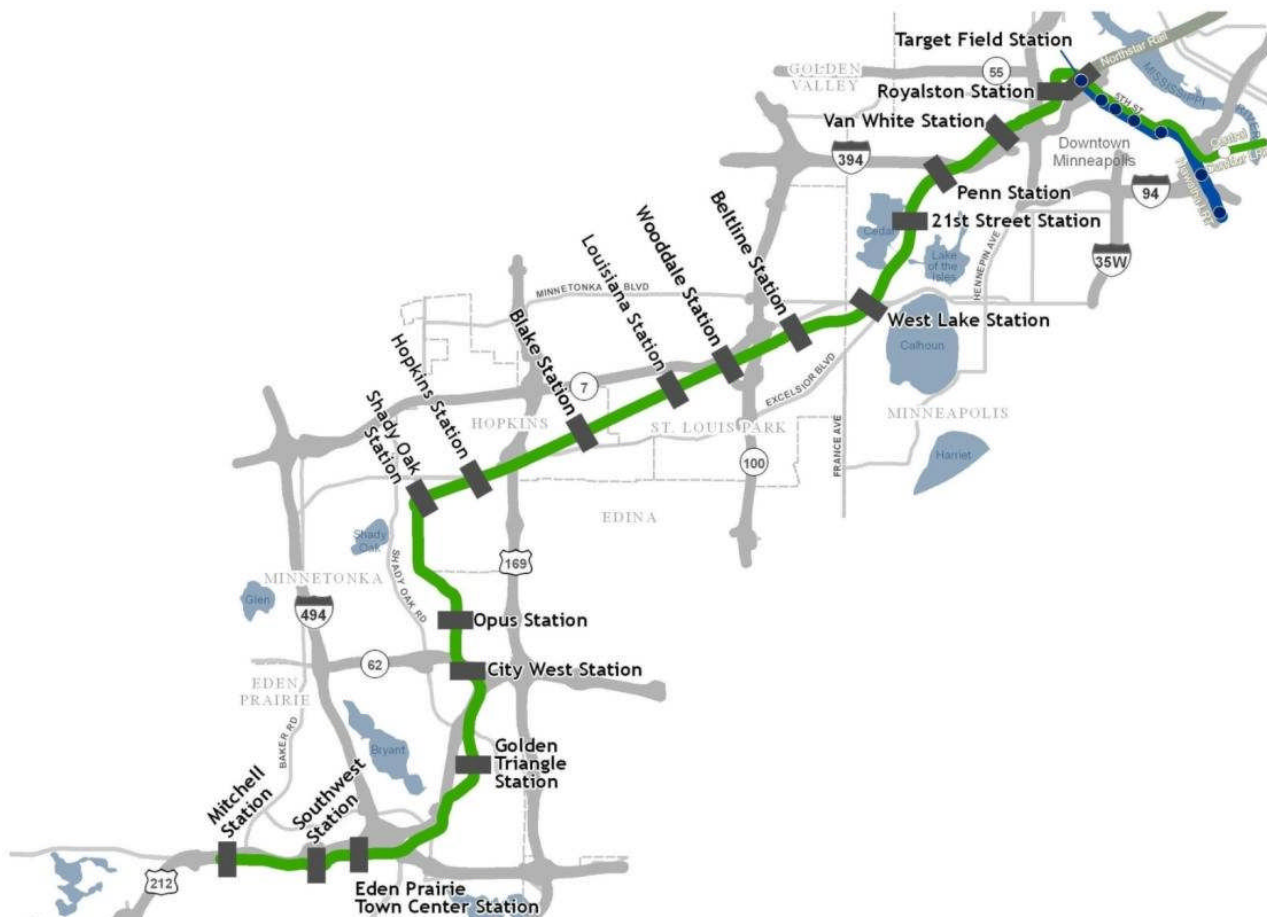 Target Field Station
Northstar Rail
GOLDEN
VALLEY
55
MISSISSIPPI
RIVER
Royalston Station
5TH ST
Van White Station
Downtown
Minneapolis
Central
394
Penn Station
94
21st Street Station
Cedar
Lake
of the
Isles
HENNEPIN AVE
35W
Beltline Station
Wooddale Station
Louisiana Station
MINNETONKA BLVD
West Lake Station
Calhoun
Blake Station
Hopkins Station
Shady Oak
Station
7
EXCELSIOR BLVD
HOPKINS
ST. LOUIS PARK
MINNEAPOLIS
FRANCE AVE
Harriet
100
EDINA
Shady
Oak
SHADY OAK RD
169
MINNETONKA
Glen
494
Opus Station
62
City West Station
EDEN
PRAIRIE
BAKER RD
Bryant
Golden
Triangle
Station
Mitchell
Station
Southwest
Station
212
Eden Prairie
Town Center Station